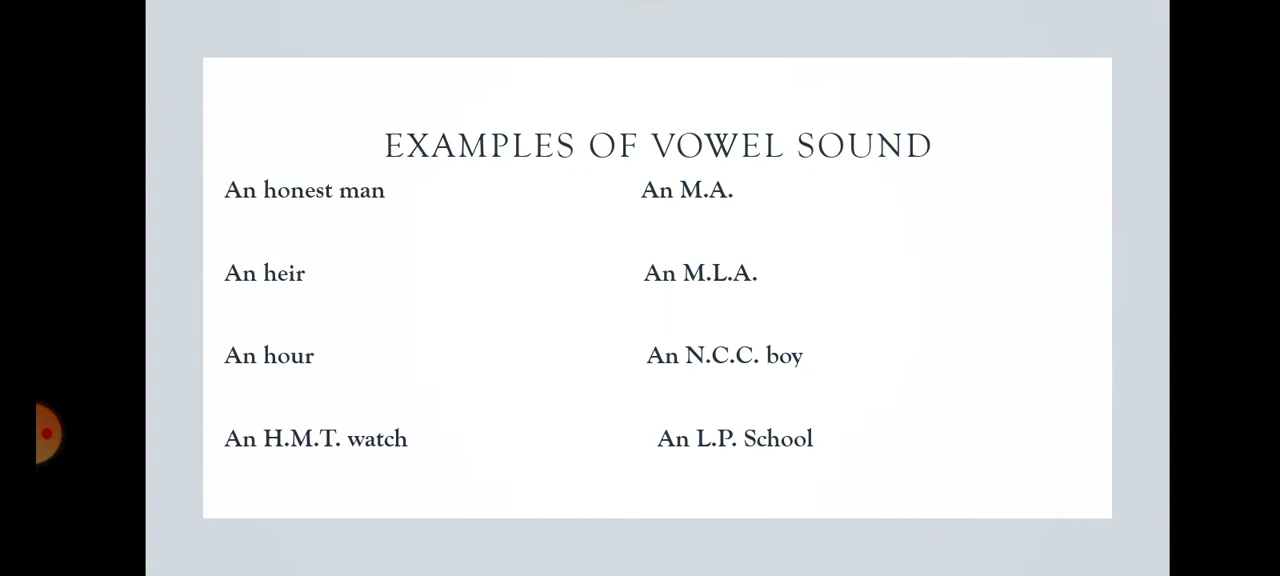 EXAMPLES OF VOWEL SOUND
An honest man An M.A.
An heir An M.L.A.
An hour An N.C.C. boy
An H.M.T. watch An L.P. School